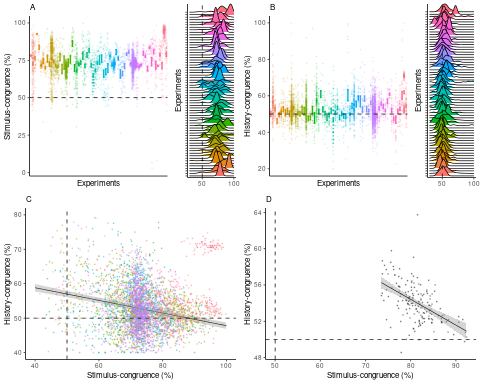 A
B
Stimulus-congruence (%)
100
75
50
25
0
Experiments
Experiments
50
100
History-congruence (%)
100
80
60
40
20
Experiments
Experiments
50
100
C
D
History-congruence (%)
80
70
60
50
40
40
60
80
100
Stimulus-congruence (%)
History-congruence (%)
64
60
56
52
48
50
60
70
80
90
Stimulus-congruence (%)